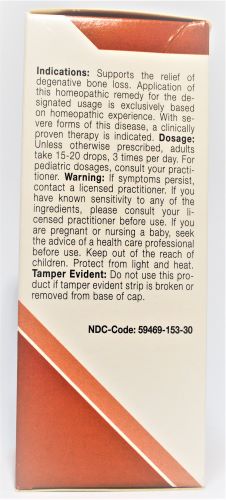 Indications: Supports the relief of
degenative bone loss. Application of
this homeopathic remedy for the de-
signated usage is exclusively based
on homeopathic experience. With se-
vere forms of this disease, a clinically
proven therapy is indicated. Dosage:
Unless otherwise prescribed, adults
take 15-20 drops, 3 times per day. For
pediatric dosages, consult your practi-
tioner. Warning: If symptoms persist,
contact a licensed practitioner. If you
have known sensitivity to any of the
ingredients, please consult your li-
censed practitioner before use. If you
are pregnant or nursing a baby, seek
the advice of a health care professional
before use. Keep out of the reach of
children. Protect from light and heat.
Tamper Evident: Do not use this pro-
duct if tamper evident strip is broken or
removed from base of cap.
NDC-Code: 59469-153-30